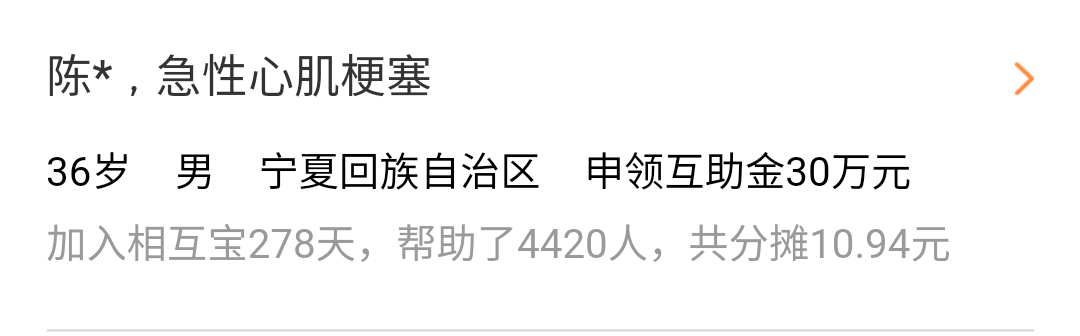 陈*，急性心肌梗塞
36岁 男 宁夏回族自治区 申领互助金30万元
加入相互宝278天，帮助了4420人，共分摊10.94元